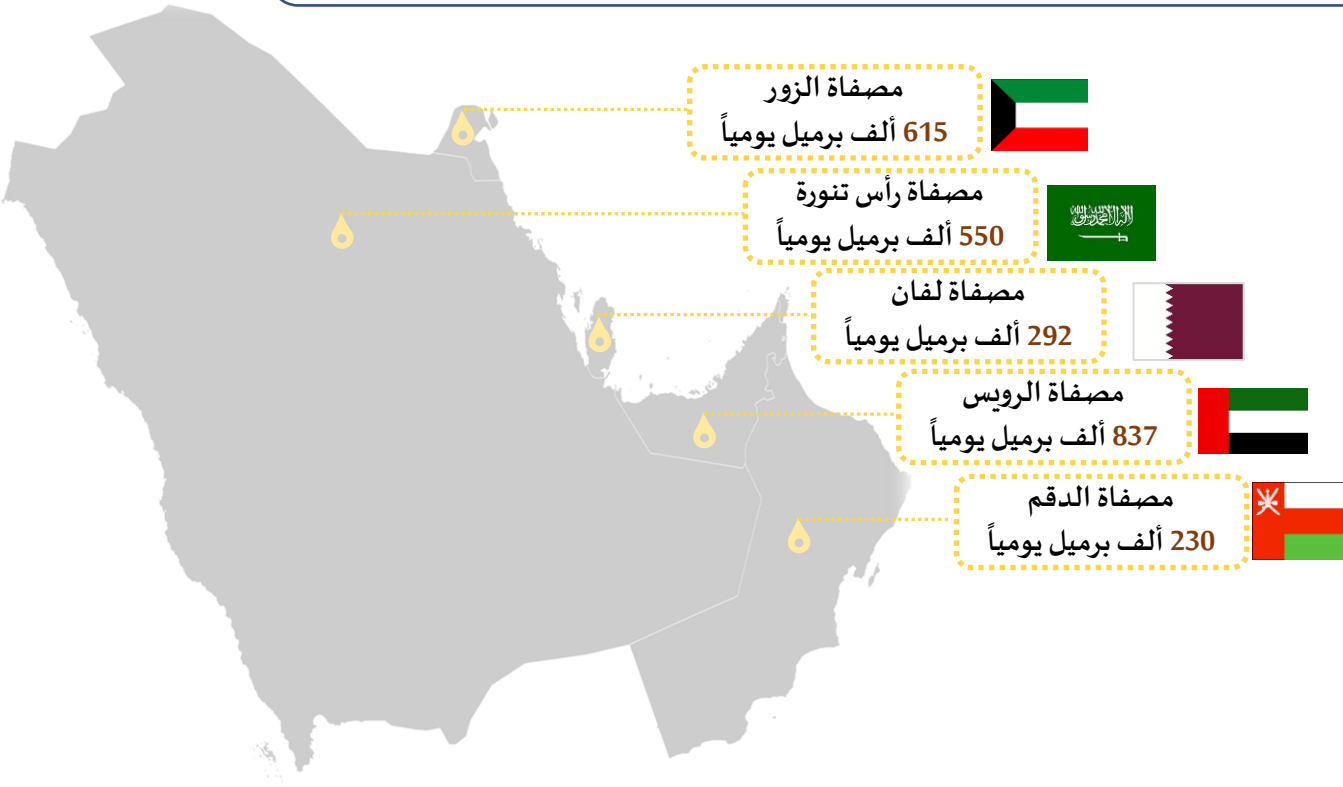 مصفاة الزور
615 ألف برميل يومياً
مصفاة رأس تنورة
550 ألف برميل يومياً
مصفاة لفان
292 ألف برميل يومياً
مصفاة الرويس
837 ألف برميل يومياً
مصفاة الدقم
230 ألف برميل يومياً